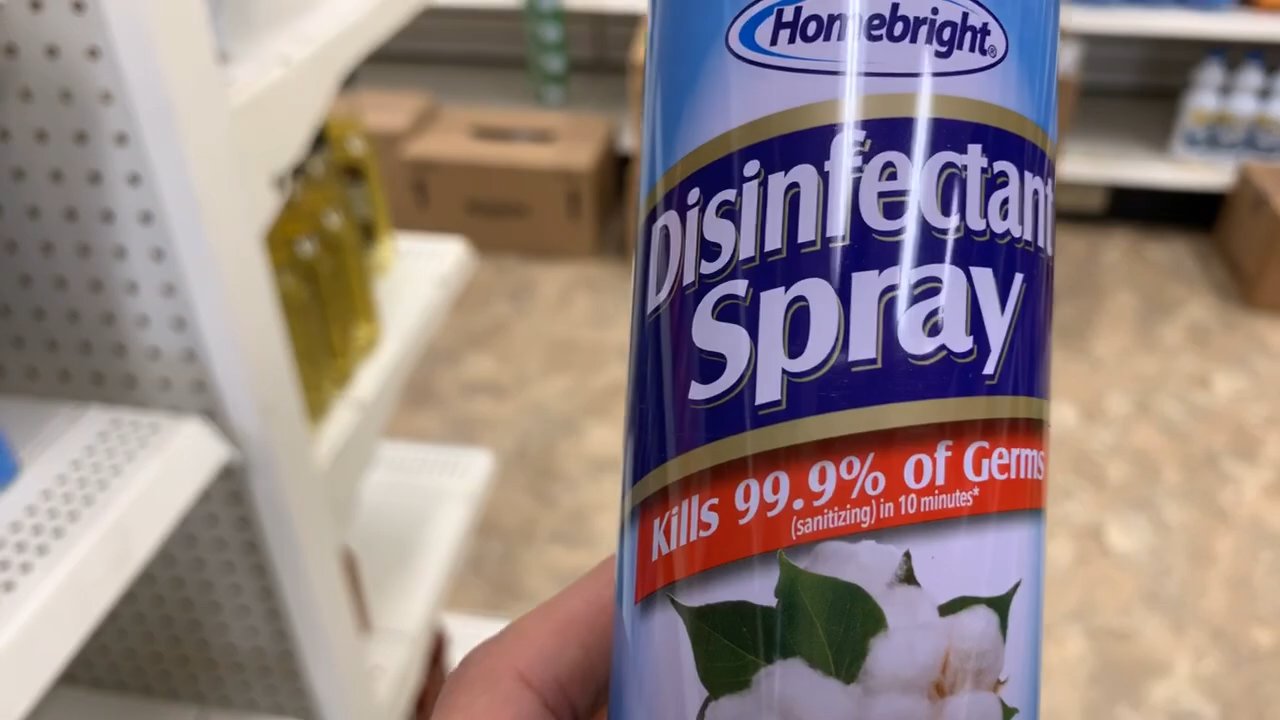 Homebright®
Disinfectant
Spray
Kills 99.9% of Germs
(sanitizing) in 10 minutes*